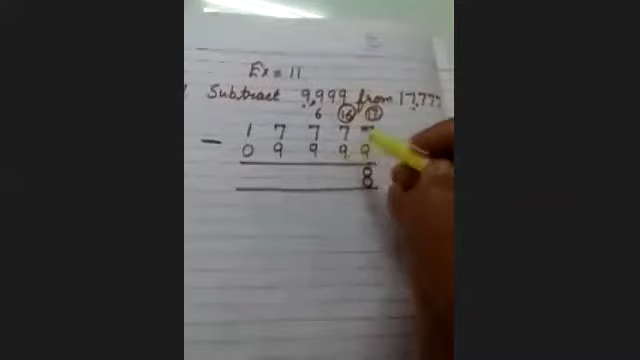 Ex = 11
Subtract 9,999 from 17,777
6 16 17
1 7 7 7 7
- 0 9 9 9 9
8